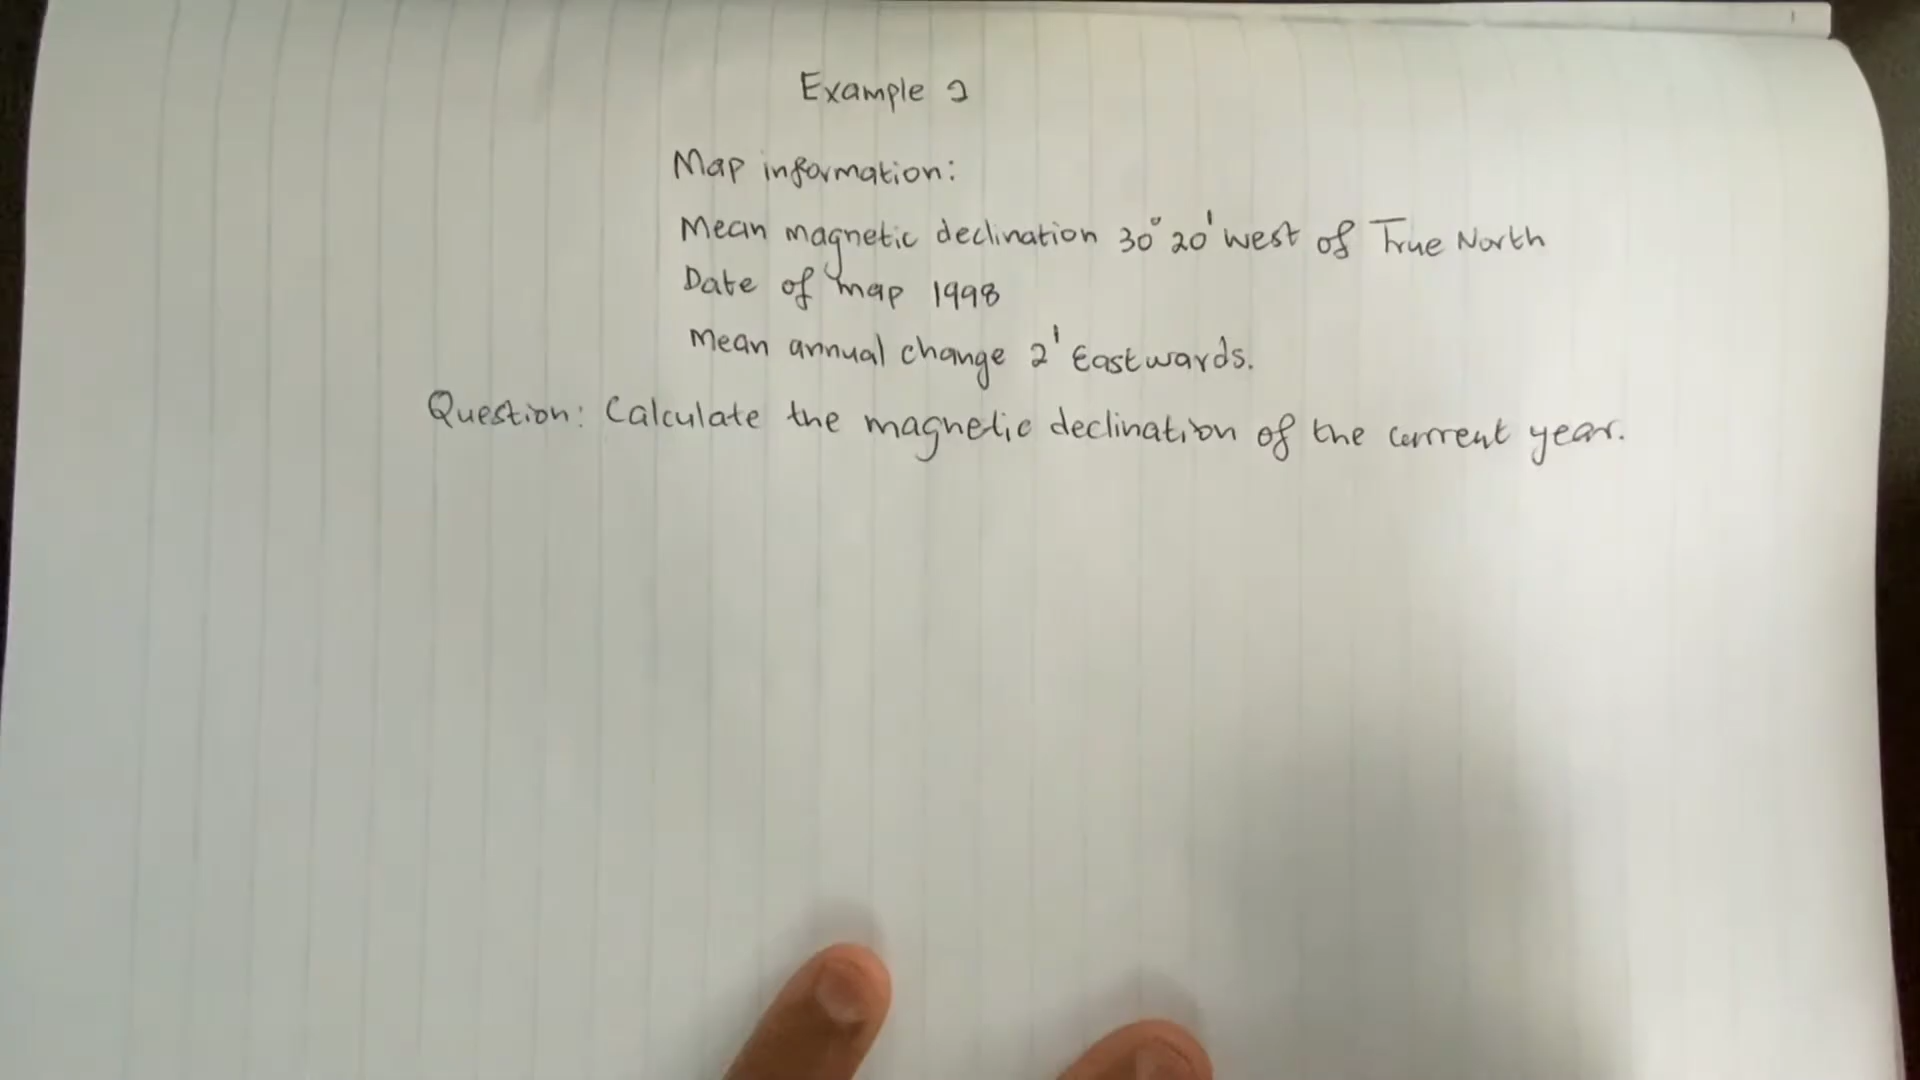 Example 2
Map information:
Mean magnetic declination 30° 20' west of True North
Date of map 1998
Mean annual change 2' Eastwards.
Question: Calculate the magnetic declination of the current year.